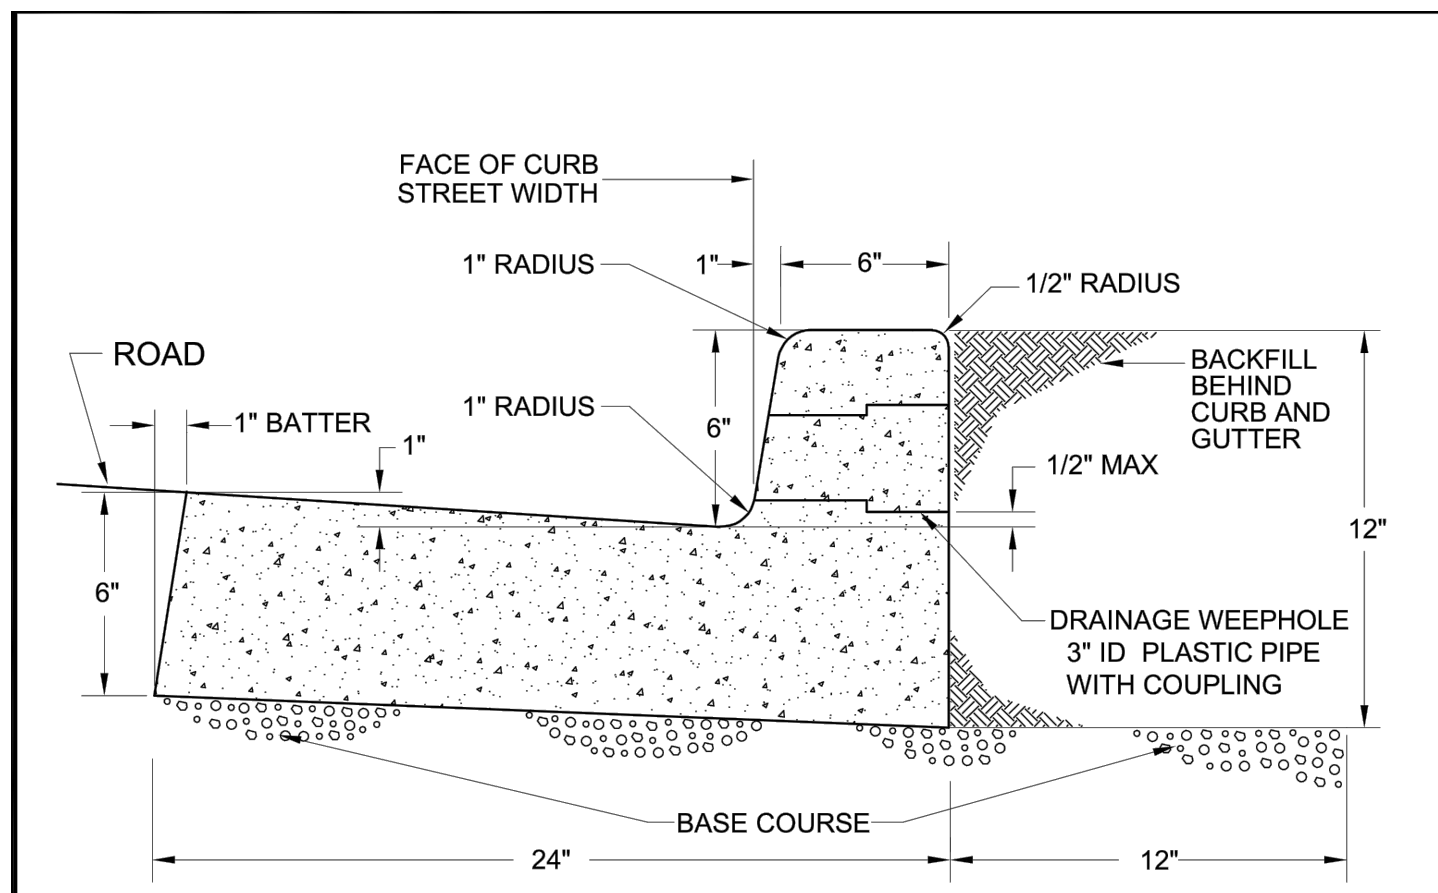 FACE OF CURB
STREET WIDTH
1" RADIUS
1"
6"
1/2" RADIUS
ROAD
BACKFILL
BEHIND
CURB AND
GUTTER
1" BATTER
1"
1" RADIUS
6"
1/2" MAX
12"
6"
DRAINAGE WEEPHOLE
3" ID PLASTIC PIPE
WITH COUPLING
BASE COURSE
24"
12"